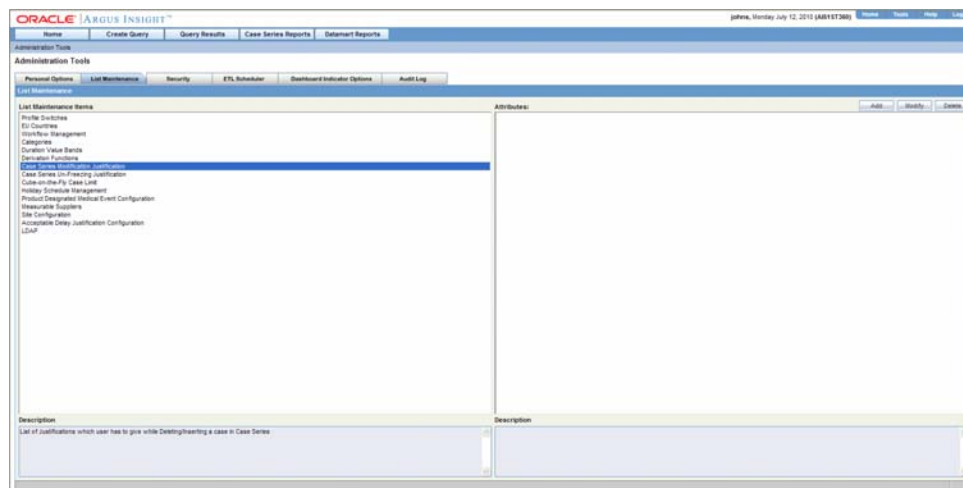 ORACLE ARGUS INSIGHT™
johns, Monday July 12, 2010 (AI81ST360) Home Tools Help Log
Home Create Query Query Results Case Series Reports Datamart Reports
Administration Tools
Administration Tools
Personal Options List Maintenance Security ETL Scheduler Dashboard Indicator Options Audit Log
List Maintenance
List Maintenance Items
Attributes: Add Modify Delete
Profile Switches
EU Countries
Workflow Management
Categories
Duration Value Bands
Derivation Functions
Case Series Modification Justification
Case Series Un-Freezing Justification
Cube-on-the-Fly Case Limit
Holiday Schedule Management
Product Designated Medical Event Configuration
Measurable Suppliers
Site Configuration
Acceptable Delay Justification Configuration
LDAP
Description
Description
List of Justifications which user has to give while Deleting/Inserting a case in Case Series